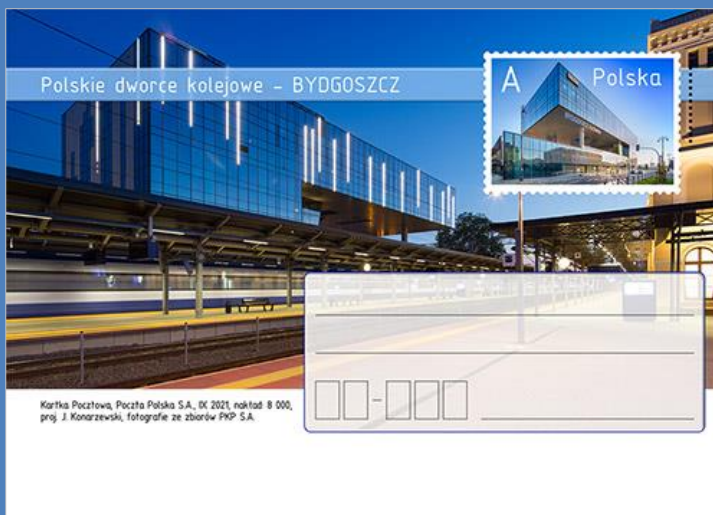 Polskie dworce kolejowe – BYDGOSZCZ
A Polska
Kartka Pocztowa, Poczta Polska S.A., IX 2021, nakład: 8 000,
proj. J. Konarzewski, fotografie ze zbiorów PKP S.A.